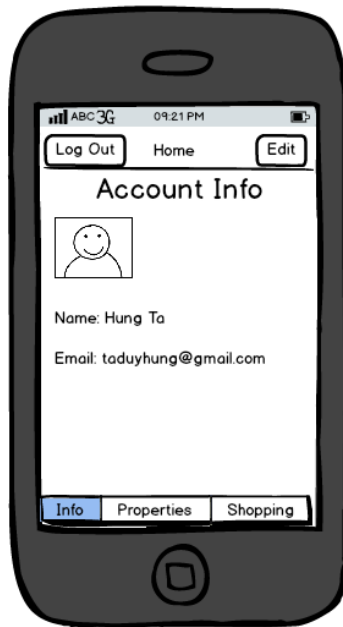 ABC 3G 09:21 PM
Log Out Home Edit
Account Info
Name: Hung Ta
Email: taduyhung@gmail.com
Info Properties Shopping